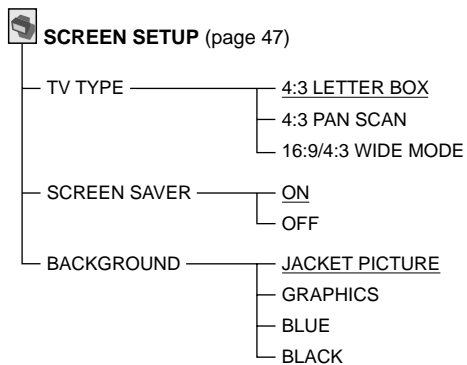 SCREEN SETUP (page 47)
TV TYPE
4:3 LETTER BOX
4:3 PAN SCAN
16:9/4:3 WIDE MODE
SCREEN SAVER
ON
OFF
BACKGROUND
JACKET PICTURE
GRAPHICS
BLUE
BLACK